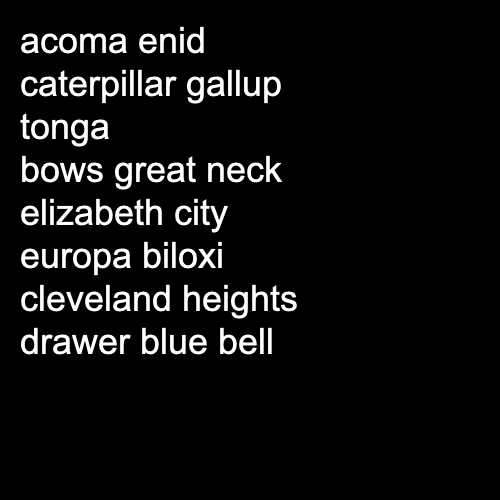 acoma enid
caterpillar gallup
tonga
bows great neck
elizabeth city
europa biloxi
cleveland heights
drawer blue bell